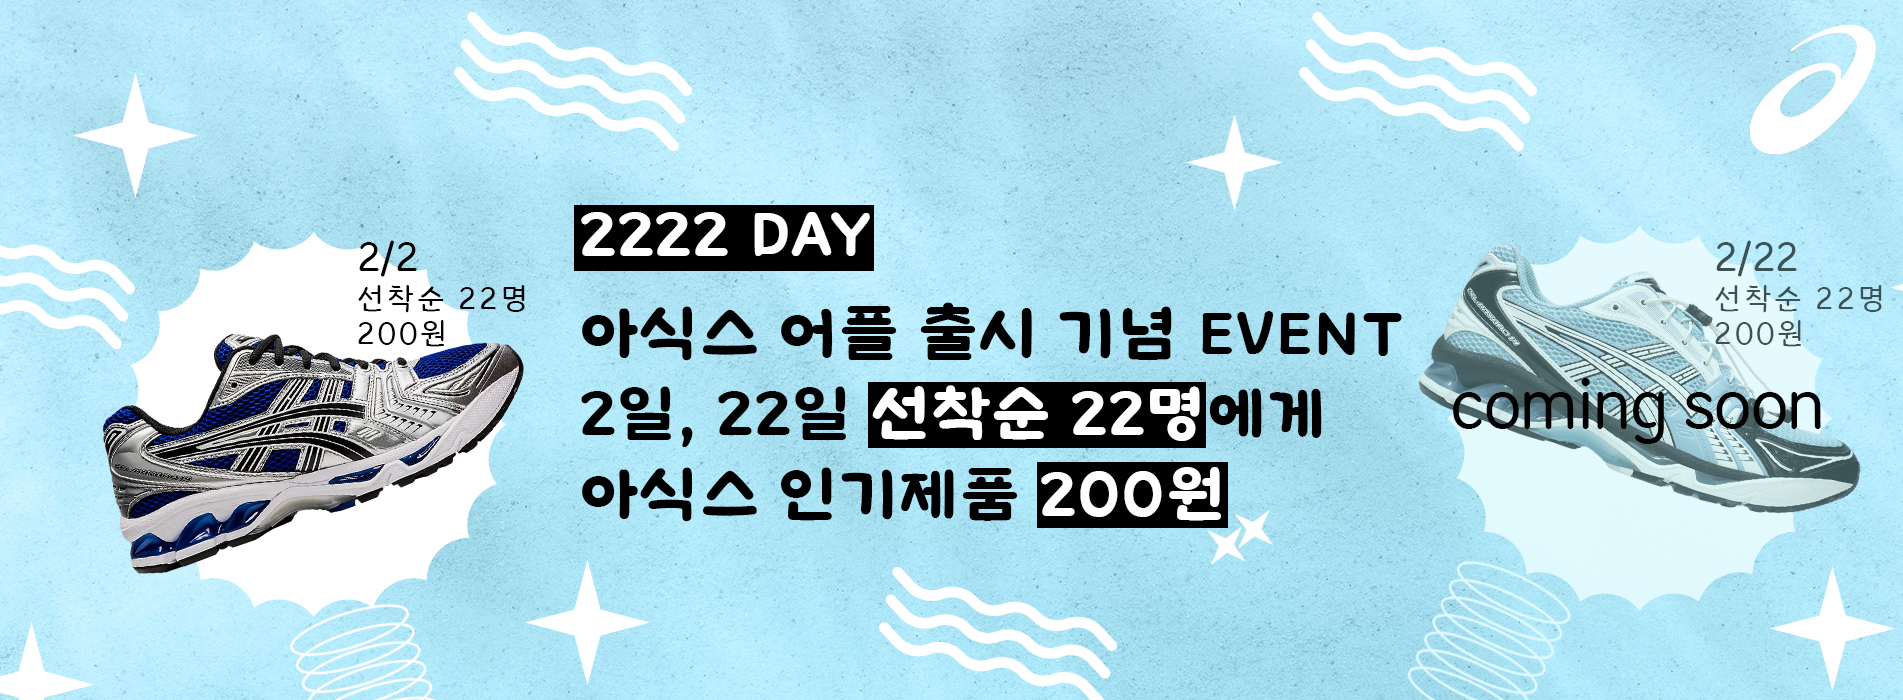 2222 DAY
아식스 어플 출시 기념 EVENT
2일, 22일 선착순 22명에게
아식스 인기제품 200원
2/2
선착순 22명
200원
2/22
선착순 22명
200원
coming soon